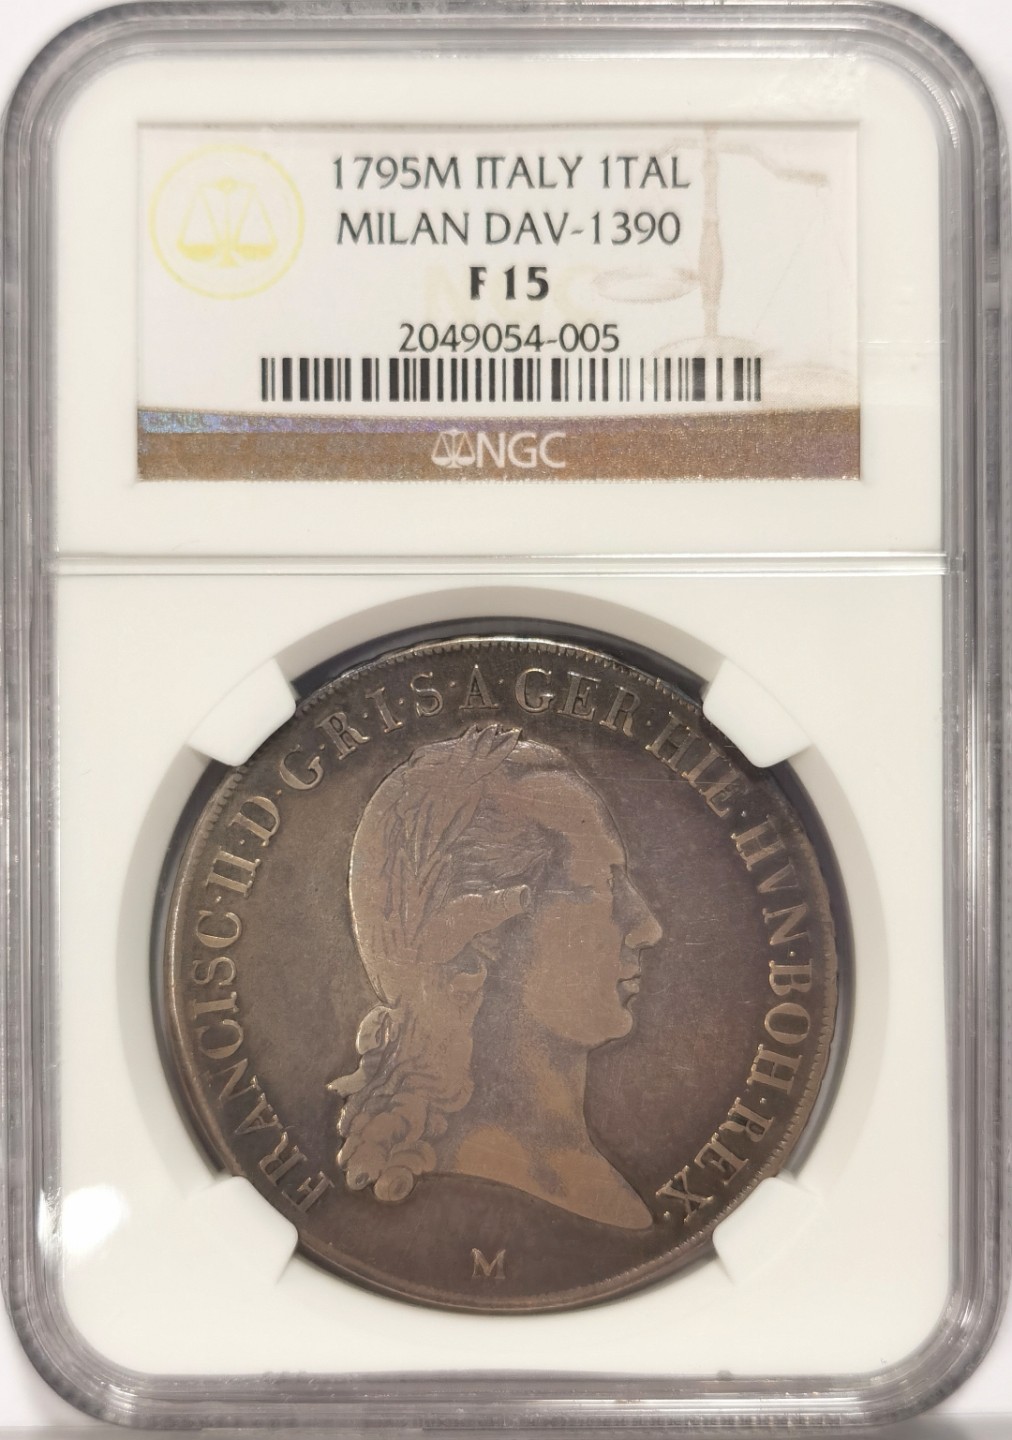 1795M ITALY 1TAL
MILAN DAV-1390
F 15
2049054-005
NGC
FRANCISC·II·D·G·R·I·S·A·GER·HIE·HVN·BOH·REX·
M